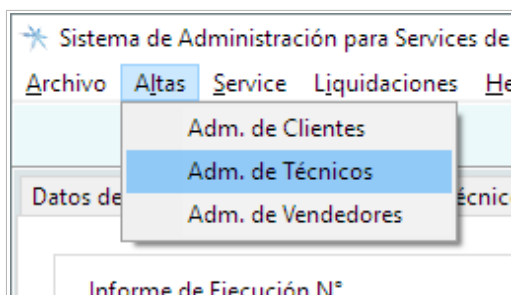 Sistema de Administración para Services de
Archivo Altas Service Liquidaciones
Adm. de Clientes
Adm. de Técnicos
Datos de
Adm. de Vendedores
Informe de Ejecución N°